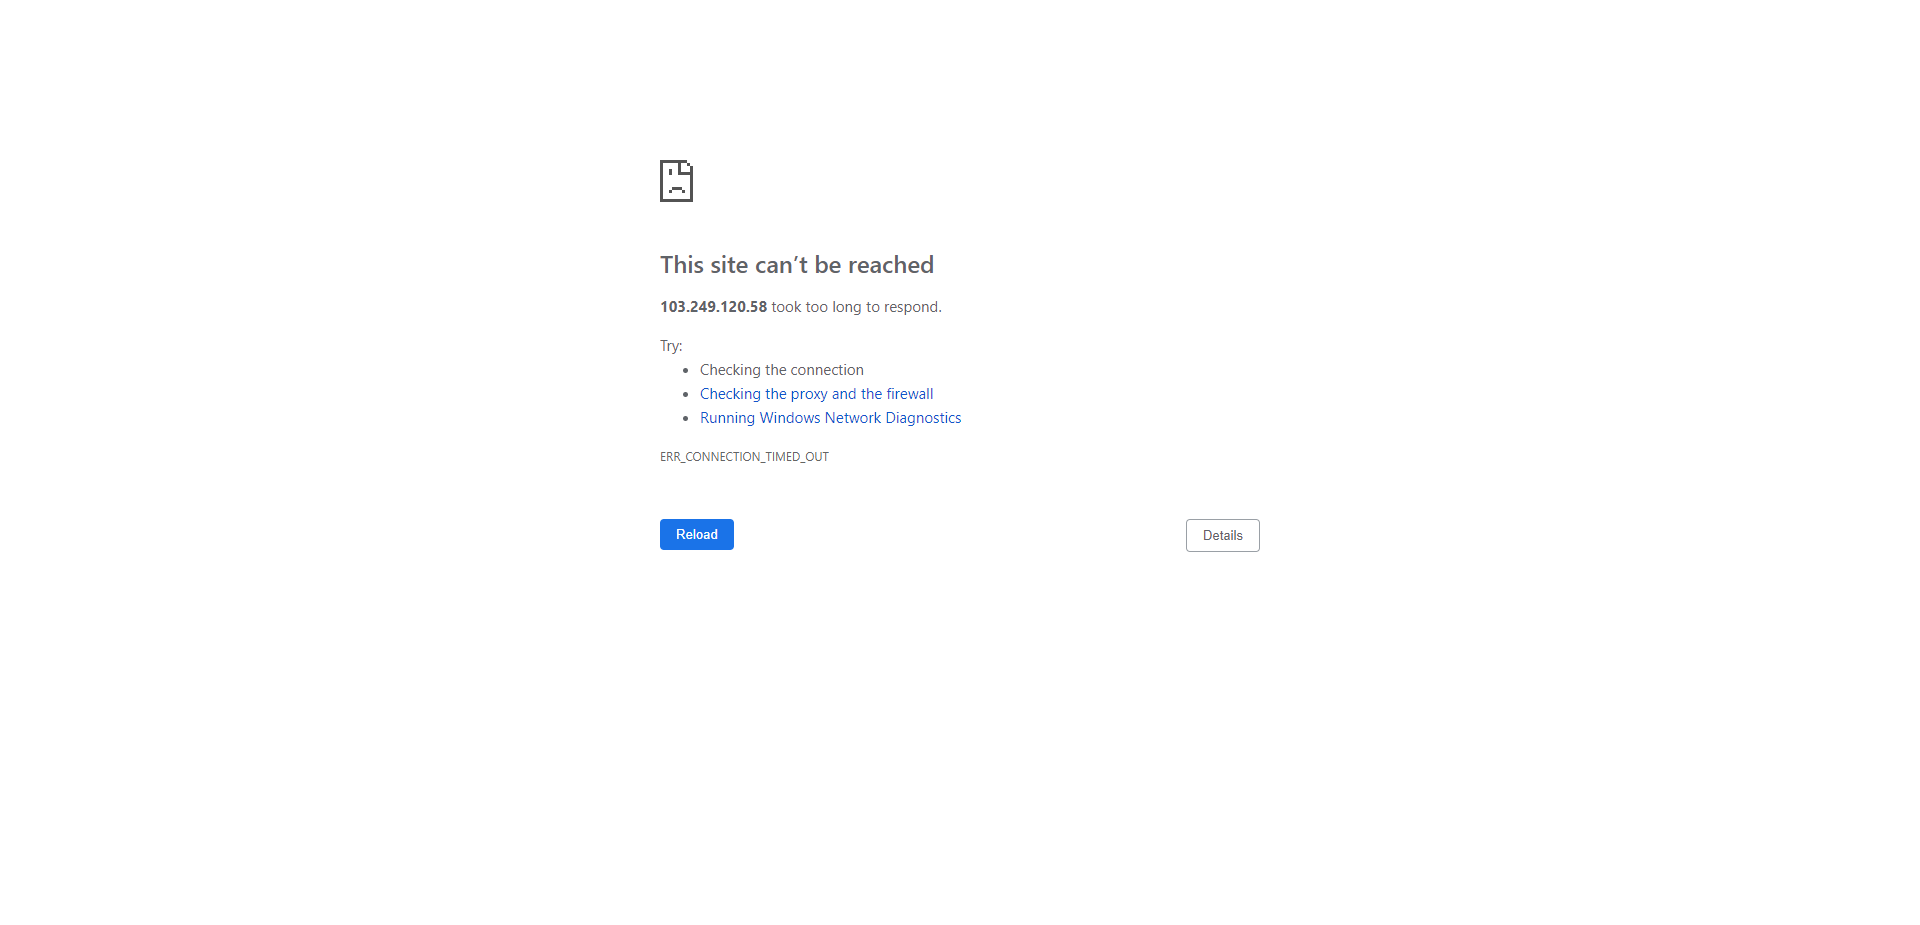 This site can’t be reached
103.249.120.58 took too long to respond.
Try:
Checking the connection
Checking the proxy and the firewall
Running Windows Network Diagnostics
ERR_CONNECTION_TIMED_OUT
Reload
Details